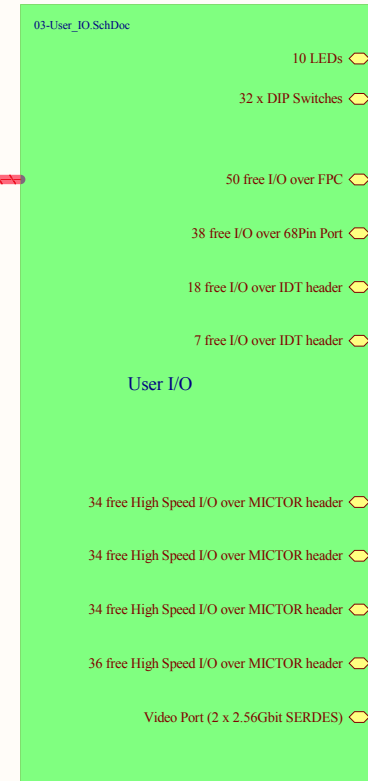 03-User_IO.SchDoc
10 LEDs
32 x DIP Switches
50 free I/O over FPC
38 free I/O over 68Pin Port
18 free I/O over IDT header
7 free I/O over IDT header
User I/O
34 free High Speed I/O over MICTOR header
34 free High Speed I/O over MICTOR header
34 free High Speed I/O over MICTOR header
36 free High Speed I/O over MICTOR header
Video Port (2 x 2.56Gbit SERDES)